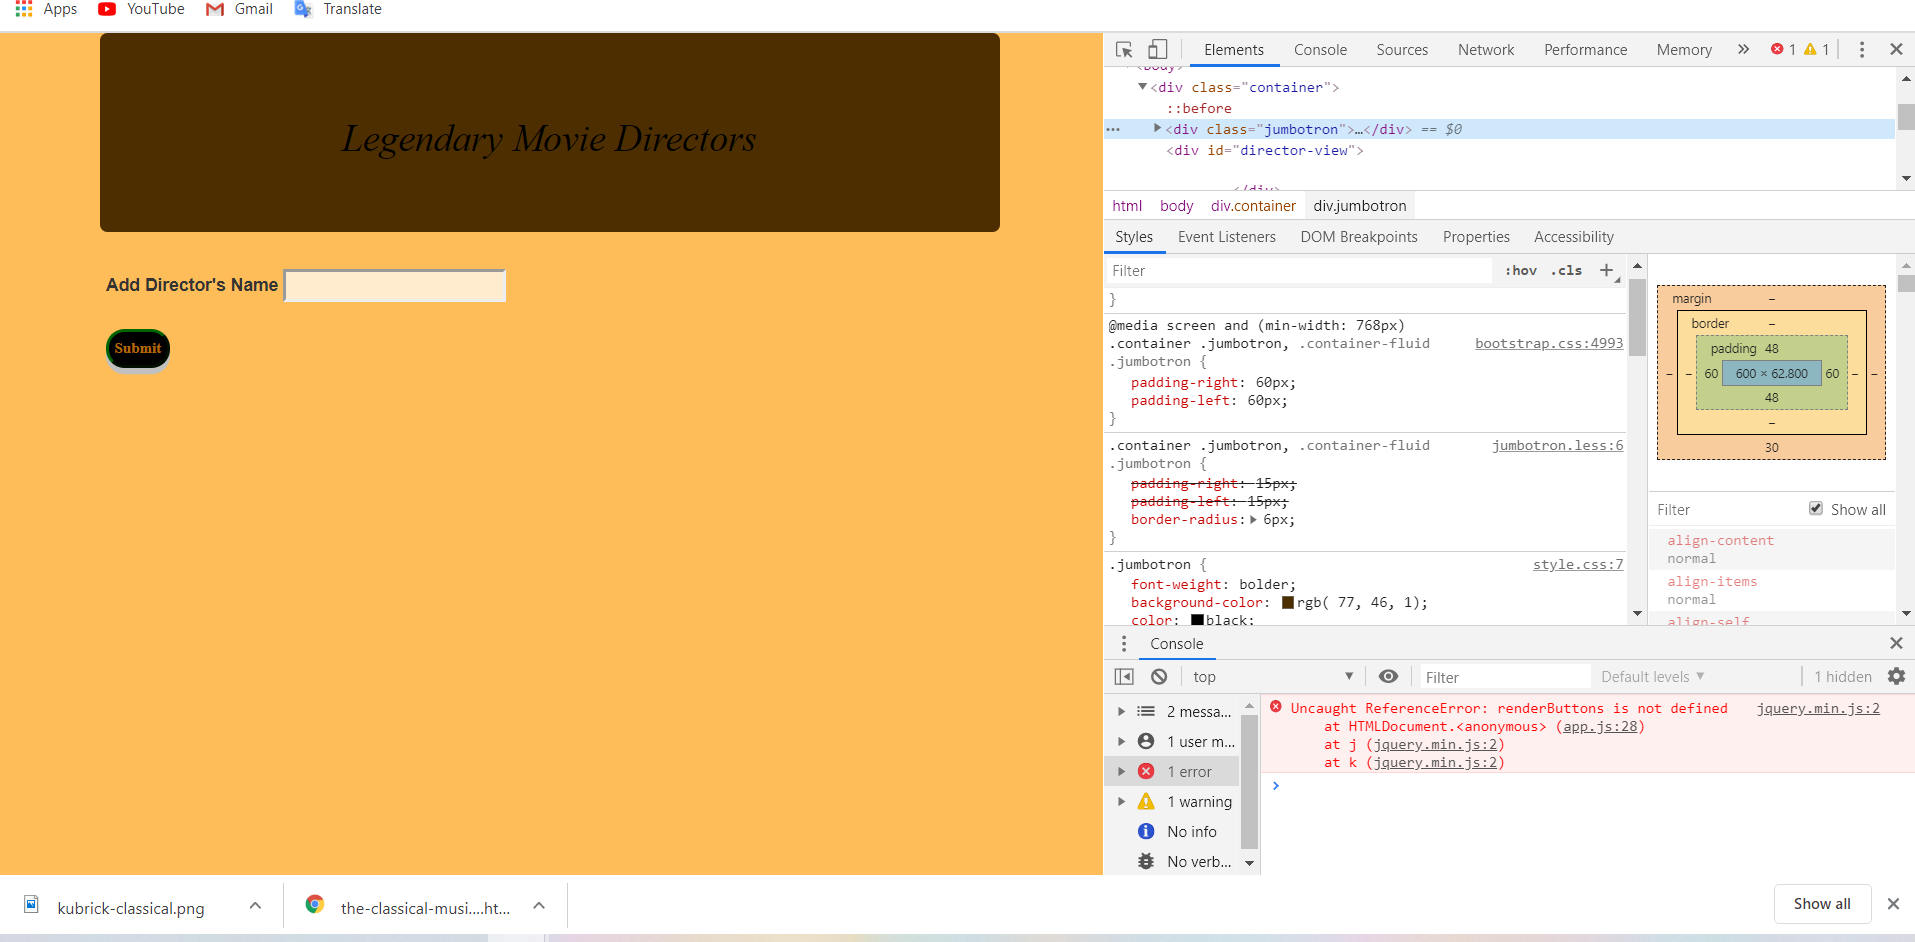 Apps YouTube Gmail Translate
Legendary Movie Directors
Add Director's Name
Submit
Elements Console Sources Network Performance Memory » 1 1
<body>
<div class="container">
::before
… <div class="jumbotron">…</div> == $0
<div id="director-view">
</div>
html body div.container div.jumbotron
Styles Event Listeners DOM Breakpoints Properties Accessibility
Filter :hov .cls +
}
@media screen and (min-width: 768px)
.container .jumbotron, .container-fluid bootstrap.css:4993
.jumbotron {
padding-right: 60px;
padding-left: 60px;
}
.container .jumbotron, .container-fluid jumbotron.less:6
.jumbotron {
padding-right: 15px;
padding-left: 15px;
border-radius: 6px;
}
.jumbotron { style.css:7
font-weight: bolder;
background-color: rgb( 77, 46, 1);
color: black;
margin –
border –
padding 48
– – 60 600 × 62.800 60 – –
48
–
30
Filter Show all
align-content
normal
align-items
normal
align-self
Console
top Filter Default levels 1 hidden
2 messa...
1 user m...
1 error
1 warning
No info
No verb...
Uncaught ReferenceError: renderButtons is not defined jquery.min.js:2
at HTMLDocument.<anonymous> (app.js:28)
at j (jquery.min.js:2)
at k (jquery.min.js:2)
kubrick-classical.png the-classical-musi....ht... Show all